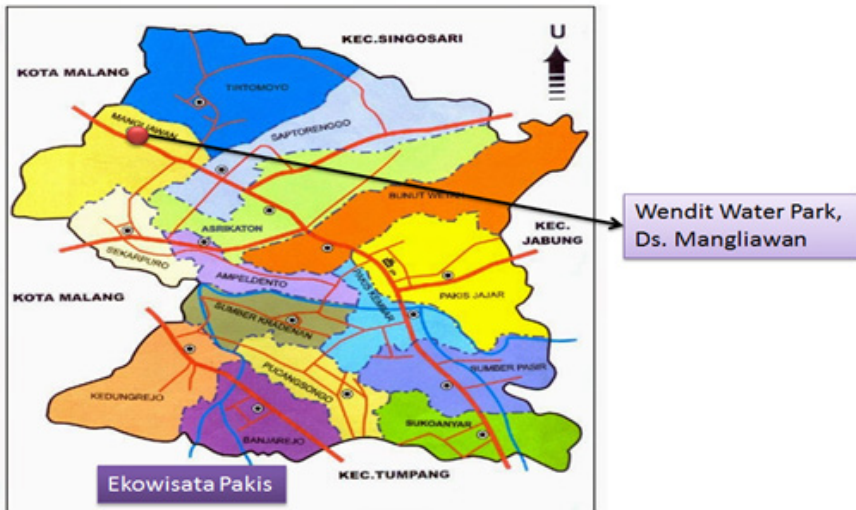 KEC.SINGOSARI
U
KOTA MALANG
TIRTOMOYO
MANGLIAWAN
SAPTORENGGO
BUNUT WETAN
Wendit Water Park,
Ds. Mangliawan
ASRIKATON
KEC.
JABUNG
SEKARPURO
AMPELDENTO
PAKIS KEMBAR
PAKIS JAJAR
KOTA MALANG
SUMBER KRADENAN
SUMBER PASIR
PUCANGSONGO
KEDUNGREJO
SUKOANYAR
BANJAREJO
KEC.TUMPANG
Ekowisata Pakis